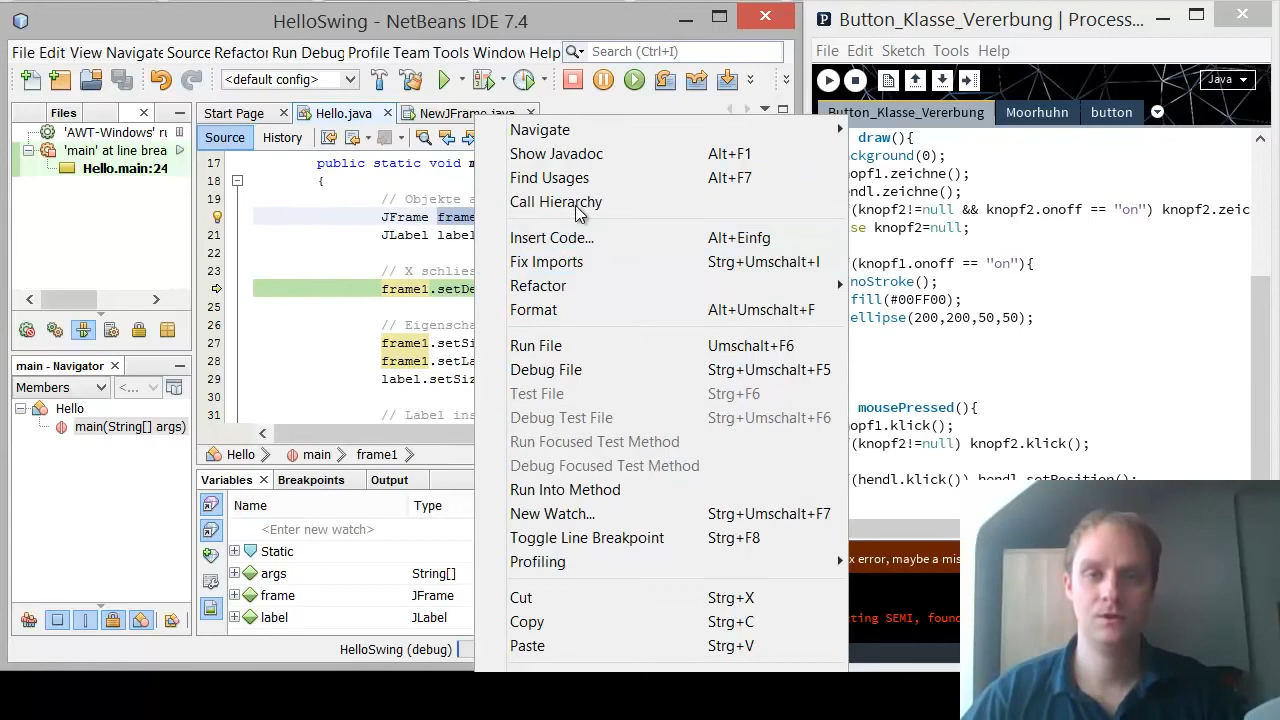 HelloSwing - NetBeans IDE 7.4
File Edit View Navigate Source Refactor Run Debug Profile Team Tools Window Help
Search (Ctrl+I)
<default config>
Files
'AWT-Windows' ru
'main' at line brea
Hello.main:24
main - Navigator
Members
<...
Hello
main(String[] args)
Start Page
Hello.java
NewJFrame.java
Source
History
17 public static void m
18 {
19 // Objekte a
JFrame frame
21 JLabel label
22
23 // X schlies
frame1.setDe
25
26 // Eigenscha
27 frame1.setSi
28 frame1.setLa
29 label.setSiz
30
31 // Label ins
Hello
main
frame1
Variables
Breakpoints
Output
Name
Type
<Enter new watch>
Static
args String[]
frame JFrame
label JLabel
HelloSwing (debug)
Navigate
Show Javadoc Alt+F1
Find Usages Alt+F7
Call Hierarchy
Insert Code... Alt+Einfg
Fix Imports Strg+Umschalt+I
Refactor
Format Alt+Umschalt+F
Run File Umschalt+F6
Debug File Strg+Umschalt+F5
Test File Strg+F6
Debug Test File Strg+Umschalt+F6
Run Focused Test Method
Debug Focused Test Method
Run Into Method
New Watch... Strg+Umschalt+F7
Toggle Line Breakpoint Strg+F8
Profiling
Cut Strg+X
Copy Strg+C
Paste Strg+V
Button_Klasse_Vererbung | Process...
File Edit Sketch Tools Help
Java
Button_Klasse_Vererbung
Moorhuhn
button
draw(){
background(0);
opf1.zeichne();
endl.zeichne();
(knopf2!=null && knopf2.onoff == "on") knopf2.zeic
se knopf2=null;
(knopf1.onoff == "on"){
noStroke();
fill(#00FF00);
ellipse(200,200,50,50);
mousePressed(){
opf1.klick();
(knopf2!=null) knopf2.klick();
(hendl.klick()) hendl.setPosition();
x error, maybe a mis
cting SEMI, found